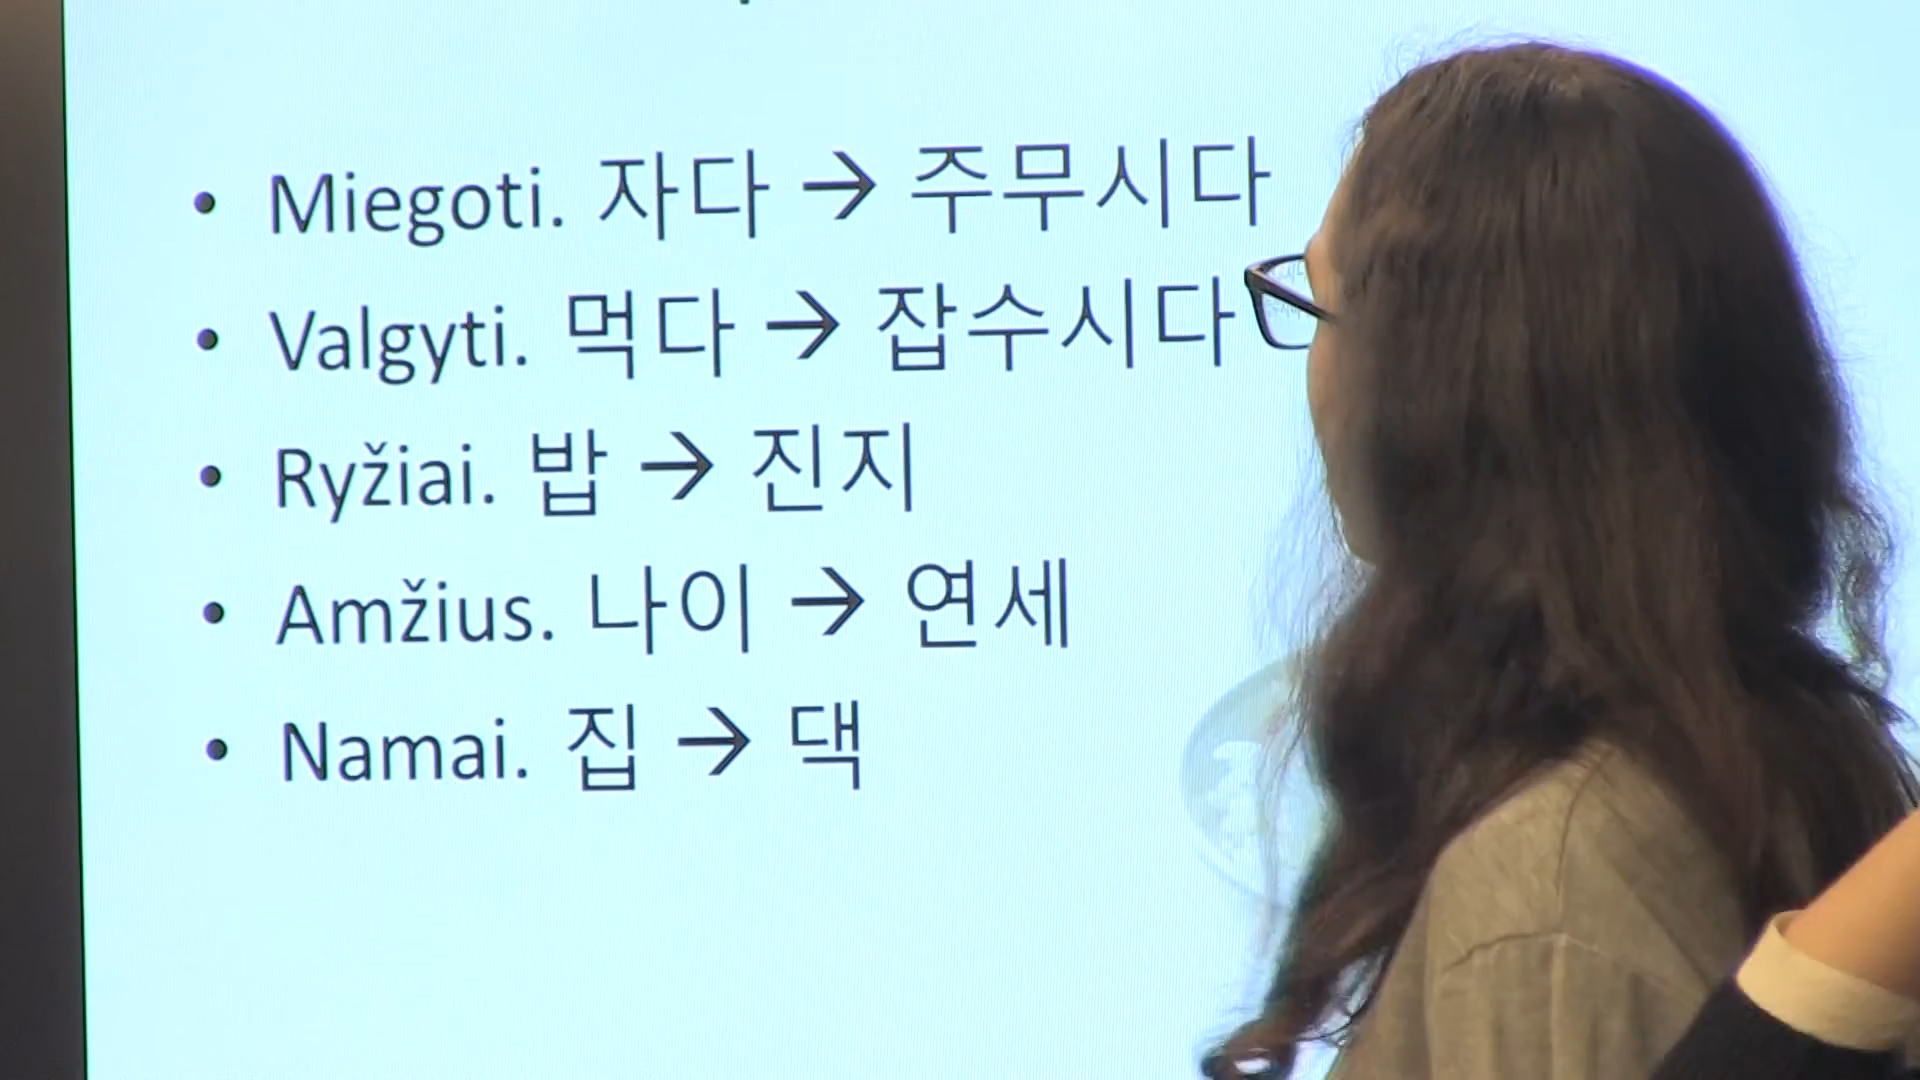 • Miegoti. 자다 → 주무시다
• Valgyti. 먹다 → 잡수시다
• Ryžiai. 밥 → 진지
• Amžius. 나이 → 연세
• Namai. 집 → 댁